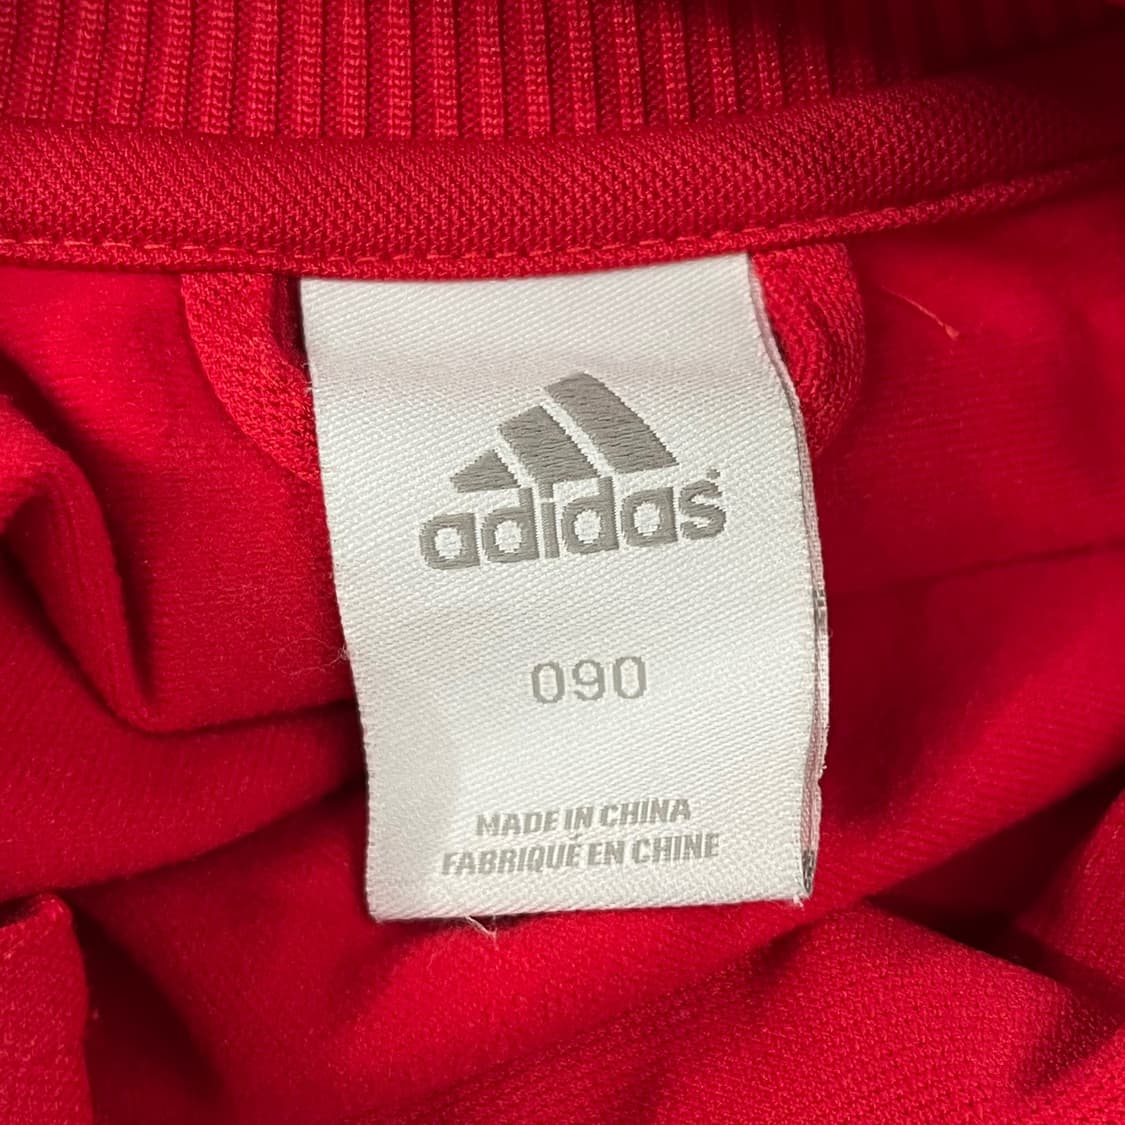 adidas
090
MADE IN CHINA
FABRIQUÉ EN CHINE